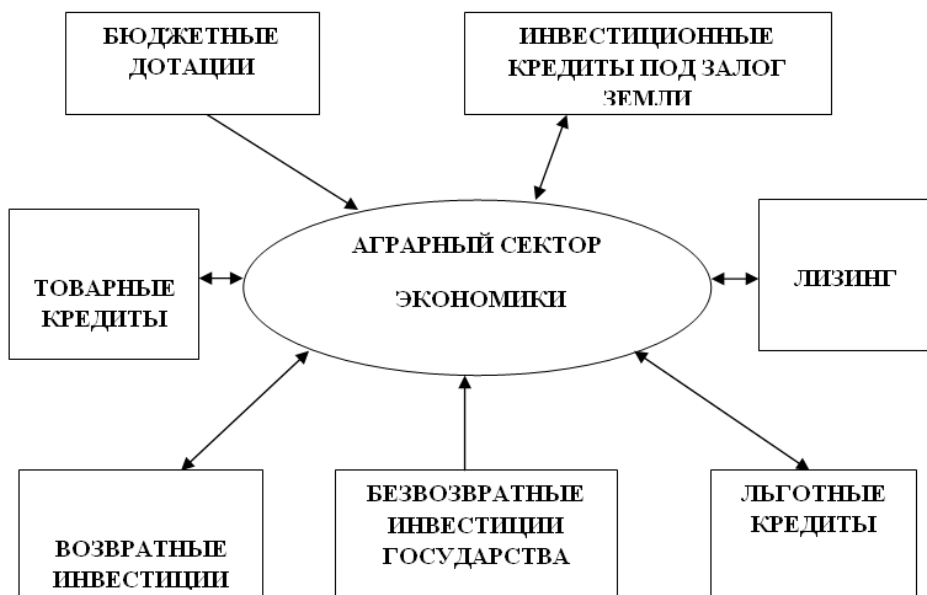 БЮДЖЕТНЫЕ
ДОТАЦИИ
ИНВЕСТИЦИОННЫЕ
КРЕДИТЫ ПОД ЗАЛОГ
ЗЕМЛИ
АГРАРНЫЙ СЕКТОР
ЭКОНОМИКИ
ТОВАРНЫЕ
КРЕДИТЫ
ЛИЗИНГ
ВОЗВРАТНЫЕ
ИНВЕСТИЦИИ
БЕЗВОЗВРАТНЫЕ
ИНВЕСТИЦИИ
ГОСУДАРСТВА
ЛЬГОТНЫЕ
КРЕДИТЫ